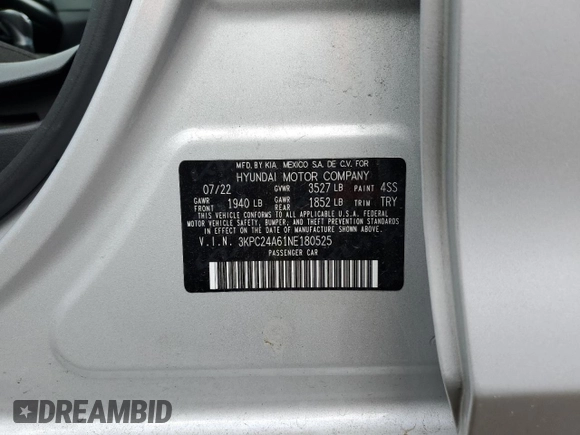 MFD. BY KIA MEXICO S.A. DE C.V. FOR
HYUNDAI MOTOR COMPANY
07/22 GVWR 3527 LB PAINT 4SS
GAWR FRONT 1940 LB GAWR REAR 1852 LB TRIM TRY
THIS VEHICLE CONFORMS TO ALL APPLICABLE U.S.A. FEDERAL
MOTOR VEHICLE SAFETY, BUMPER, AND THEFT PREVENTION STANDARDS
IN EFFECT ON THE DATE OF MANUFACTURE SHOWN ABOVE.
V.I.N. 3KPC24A61NE180525
PASSENGER CAR
DREAMBID